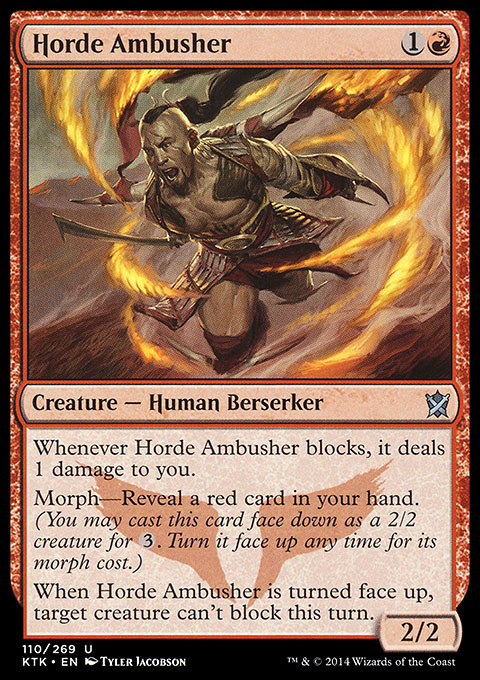 Horde Ambusher 1
Creature — Human Berserker
Whenever Horde Ambusher blocks, it deals
1 damage to you.
Morph—Reveal a red card in your hand.
(You may cast this card face down as a 2/2
creature for 3. Turn it face up any time for its
morph cost.)
When Horde Ambusher is turned face up,
target creature can't block this turn.
2/2
110/269 U
KTK • EN Tyler Jacobson
™ & © 2014 Wizards of the Coast